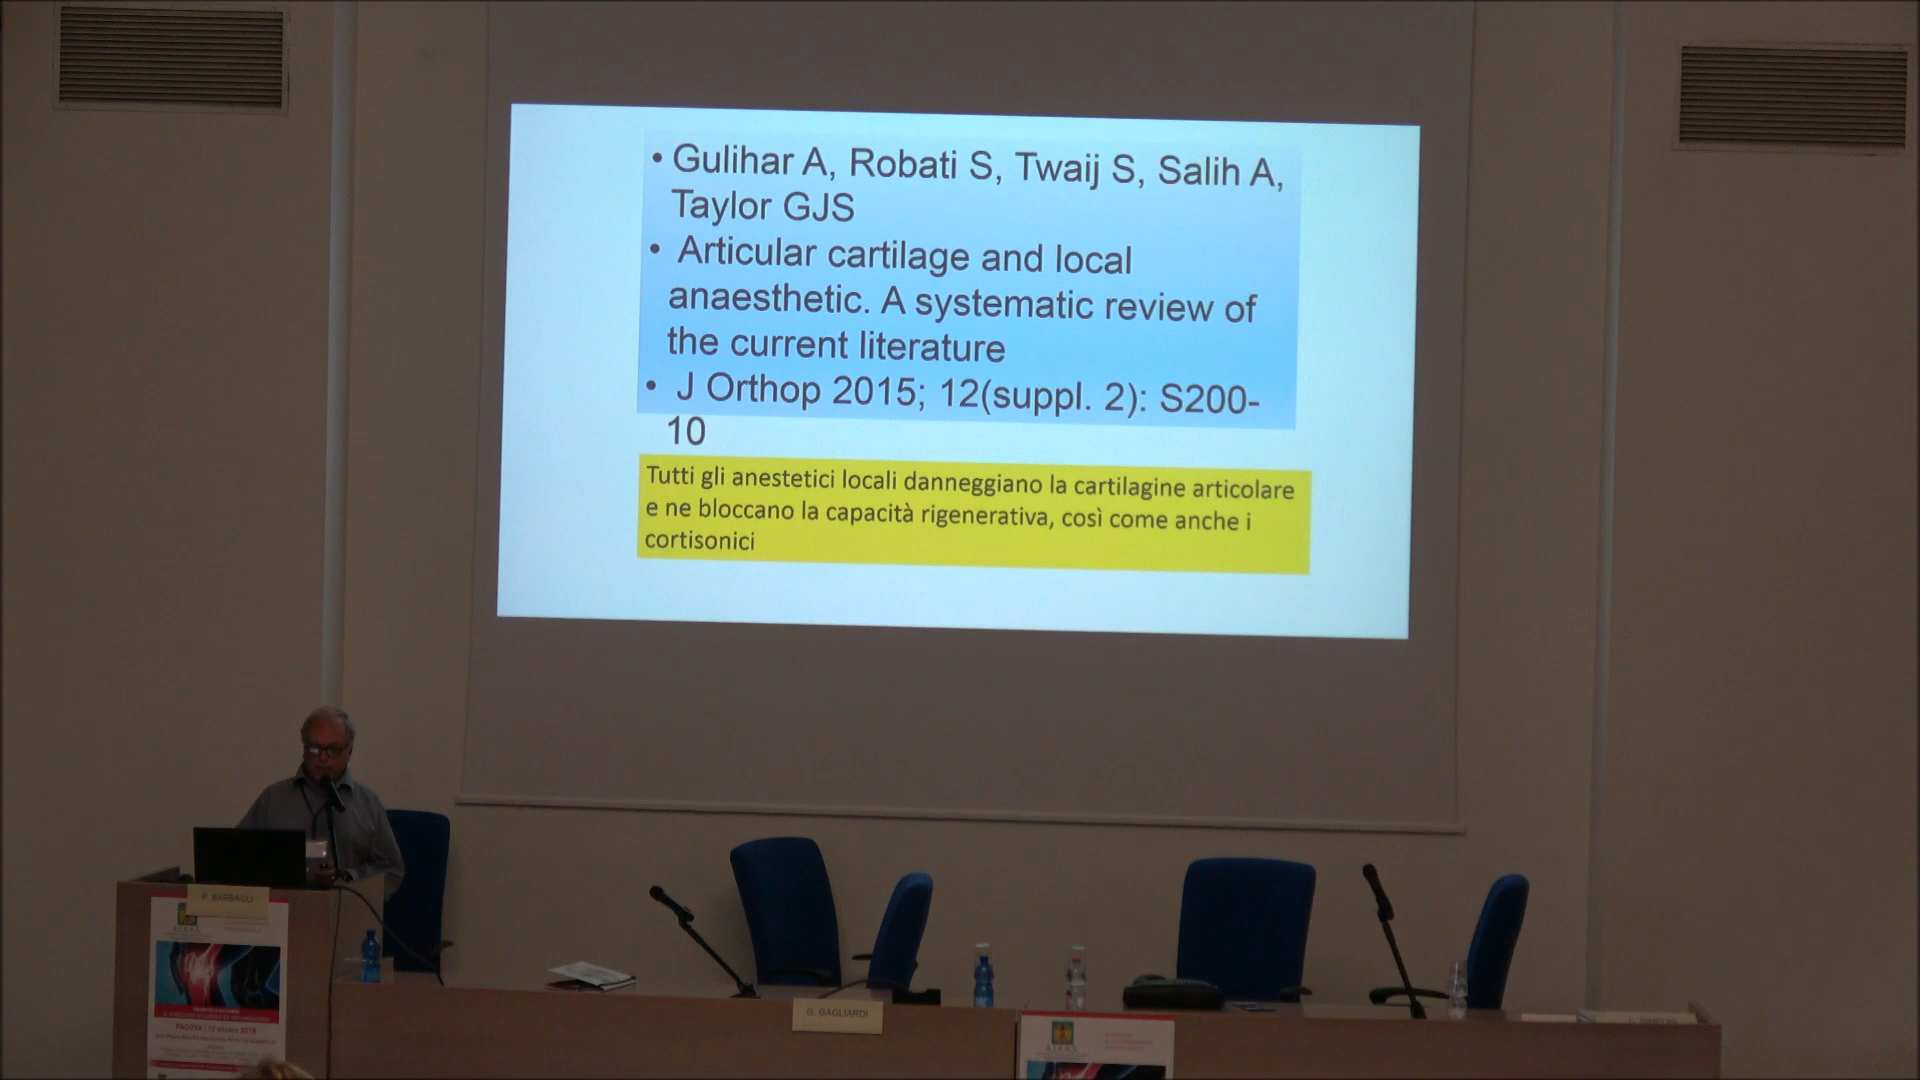 • Gulihar A, Robati S, Twaij S, Salih A,
Taylor GJS
• Articular cartilage and local
anaesthetic. A systematic review of
the current literature
• J Orthop 2015; 12(suppl. 2): S200-
10
Tutti gli anestetici locali danneggiano la cartilagine articolare
e ne bloccano la capacità rigenerativa, così come anche i
cortisonici
P. BARBAGLI
PADOVA
G. GAGLIARDI